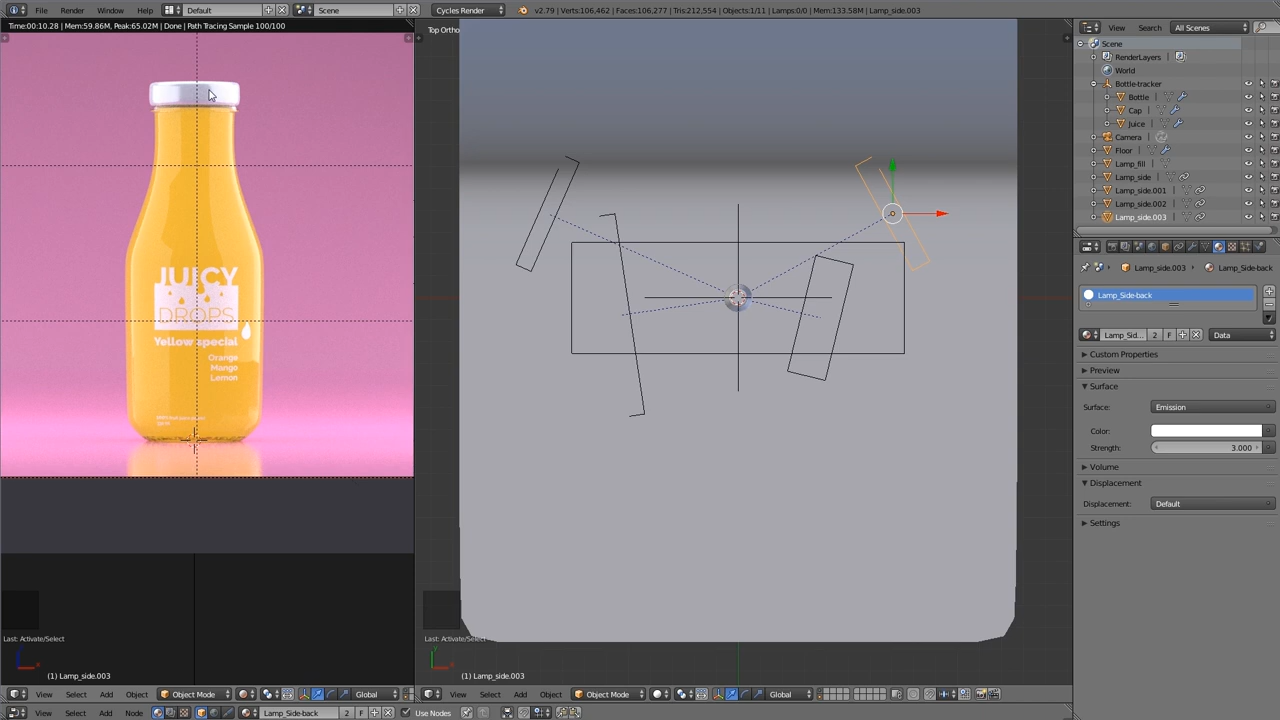 File Render Window Help Default Scene Cycles Render v2.79 | Verts:106,462 | Faces:106,277 | Tris:212,554 | Objects:1/11 | Lamps:0/0 | Mem:133.58M | Lamp_side.003
Time:00:10.28 | Mem:59.86M, Peak:65.02M | Done | Path Tracing Sample 100/100
Top Ortho
View Search All Scenes
Scene
RenderLayers
World
Bottle-tracker
Bottle
Cap
Juice
Camera
Floor
Lamp_fill
Lamp_side
Lamp_side.001
Lamp_side.002
Lamp_side.003
Lamp_side.003 Lamp_Side-back
Lamp_Side-back
Lamp_Sid... 2 F Data
Custom Properties
Preview
Surface
Surface: Emission
Color:
Strength: 3.000
Volume
Displacement
Displacement: Default
Settings
JUICY
DROPS
Yellow special
Orange
Mango
Lemon
Last: Activate/Select
(1) Lamp_side.003
Last: Activate/Select
(1) Lamp_side.003
View Select Add Object Object Mode Global
View Select Add Object Object Mode Global
View Select Add Node Lamp_Side-back 2 F Use Nodes